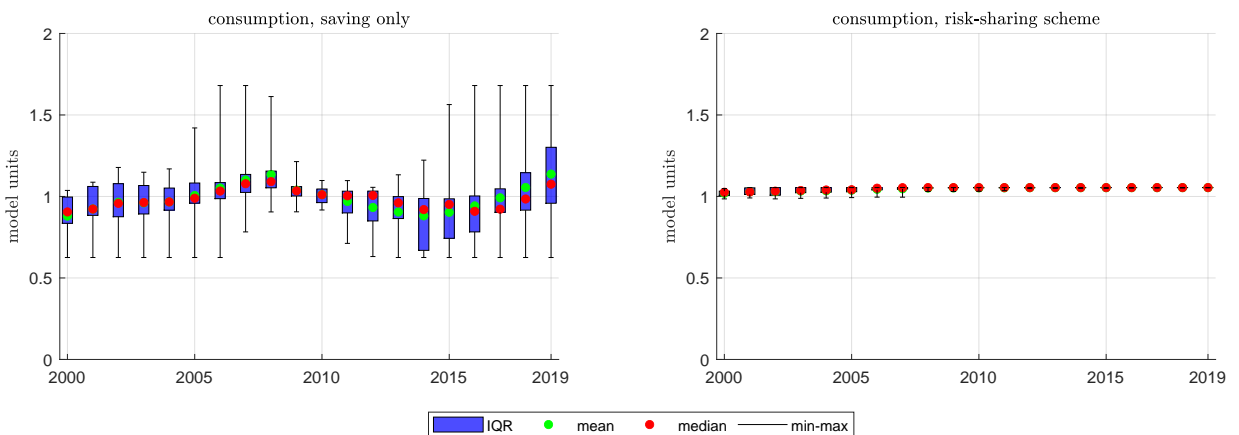 consumption, saving only
2
1.5
1
0.5
0
model units
2000 2005 2010 2015 2019
consumption, risk-sharing scheme
2
1.5
1
0.5
0
model units
2000 2005 2010 2015 2019
IQR mean median min-max